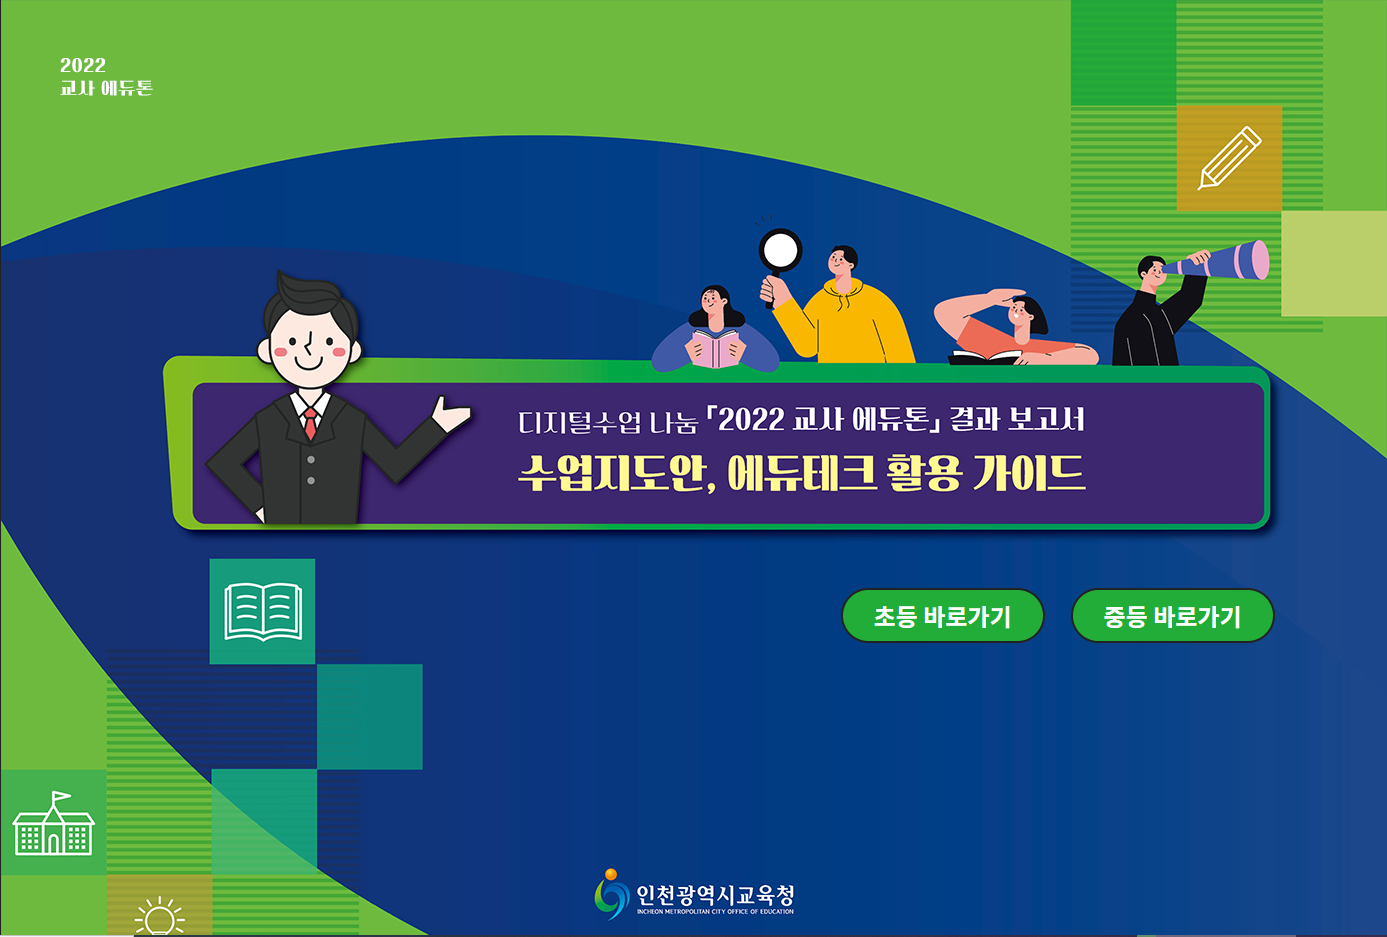 2022
교사 에듀톤
디지털수업 나눔 「2022 교사 에듀톤」 결과 보고서
수업지도안, 에듀테크 활용 가이드
초등 바로가기
중등 바로가기
인천광역시교육청
INCHEON METROPOLITAN CITY OFFICE OF EDUCATION